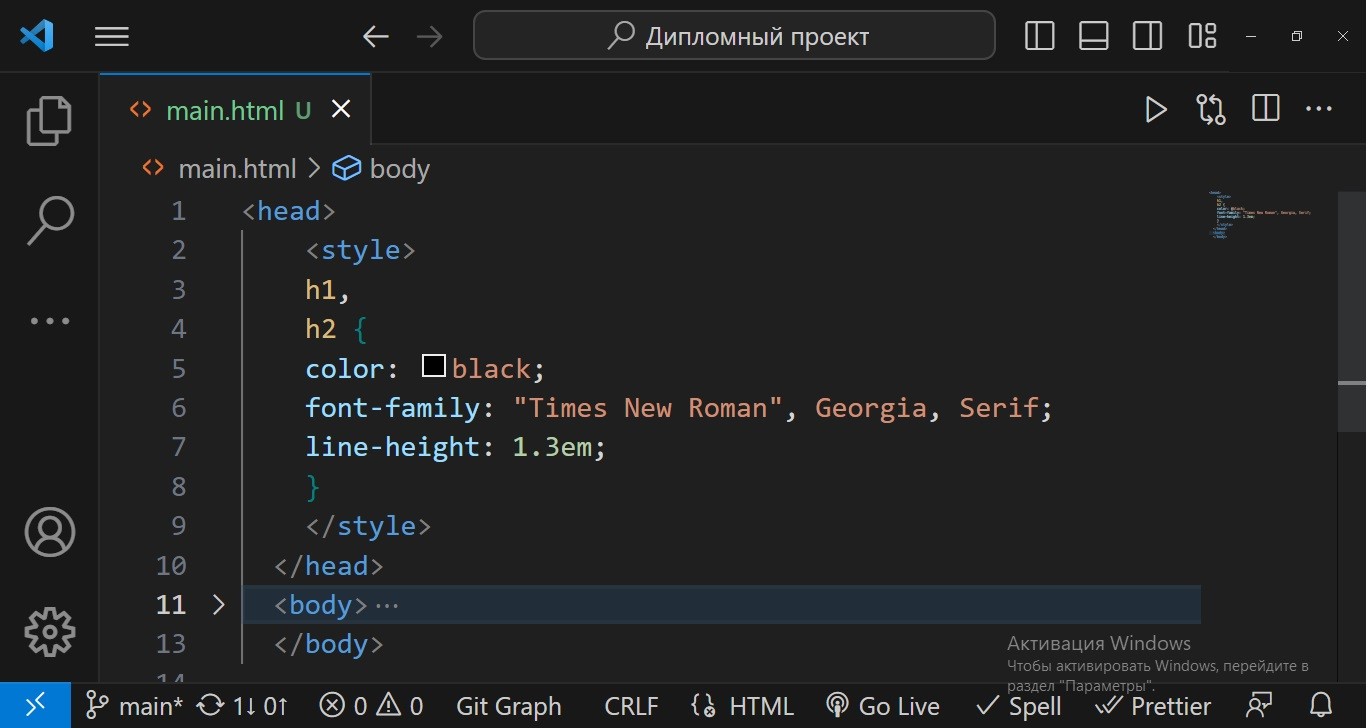 Дипломный проект
main.html U
main.html > body
1 <head>
2 <style>
3 h1,
4 h2 {
5 color: black;
6 font-family: "Times New Roman", Georgia, Serif;
7 line-height: 1.3em;
8 }
9 </style>
10 </head>
11 <body>···
13 </body>
14
Активация Windows
Чтобы активировать Windows, перейдите в
раздел "Параметры".
main* 1↓ 0↑ 0 0 Git Graph CRLF HTML Go Live Spell Prettier